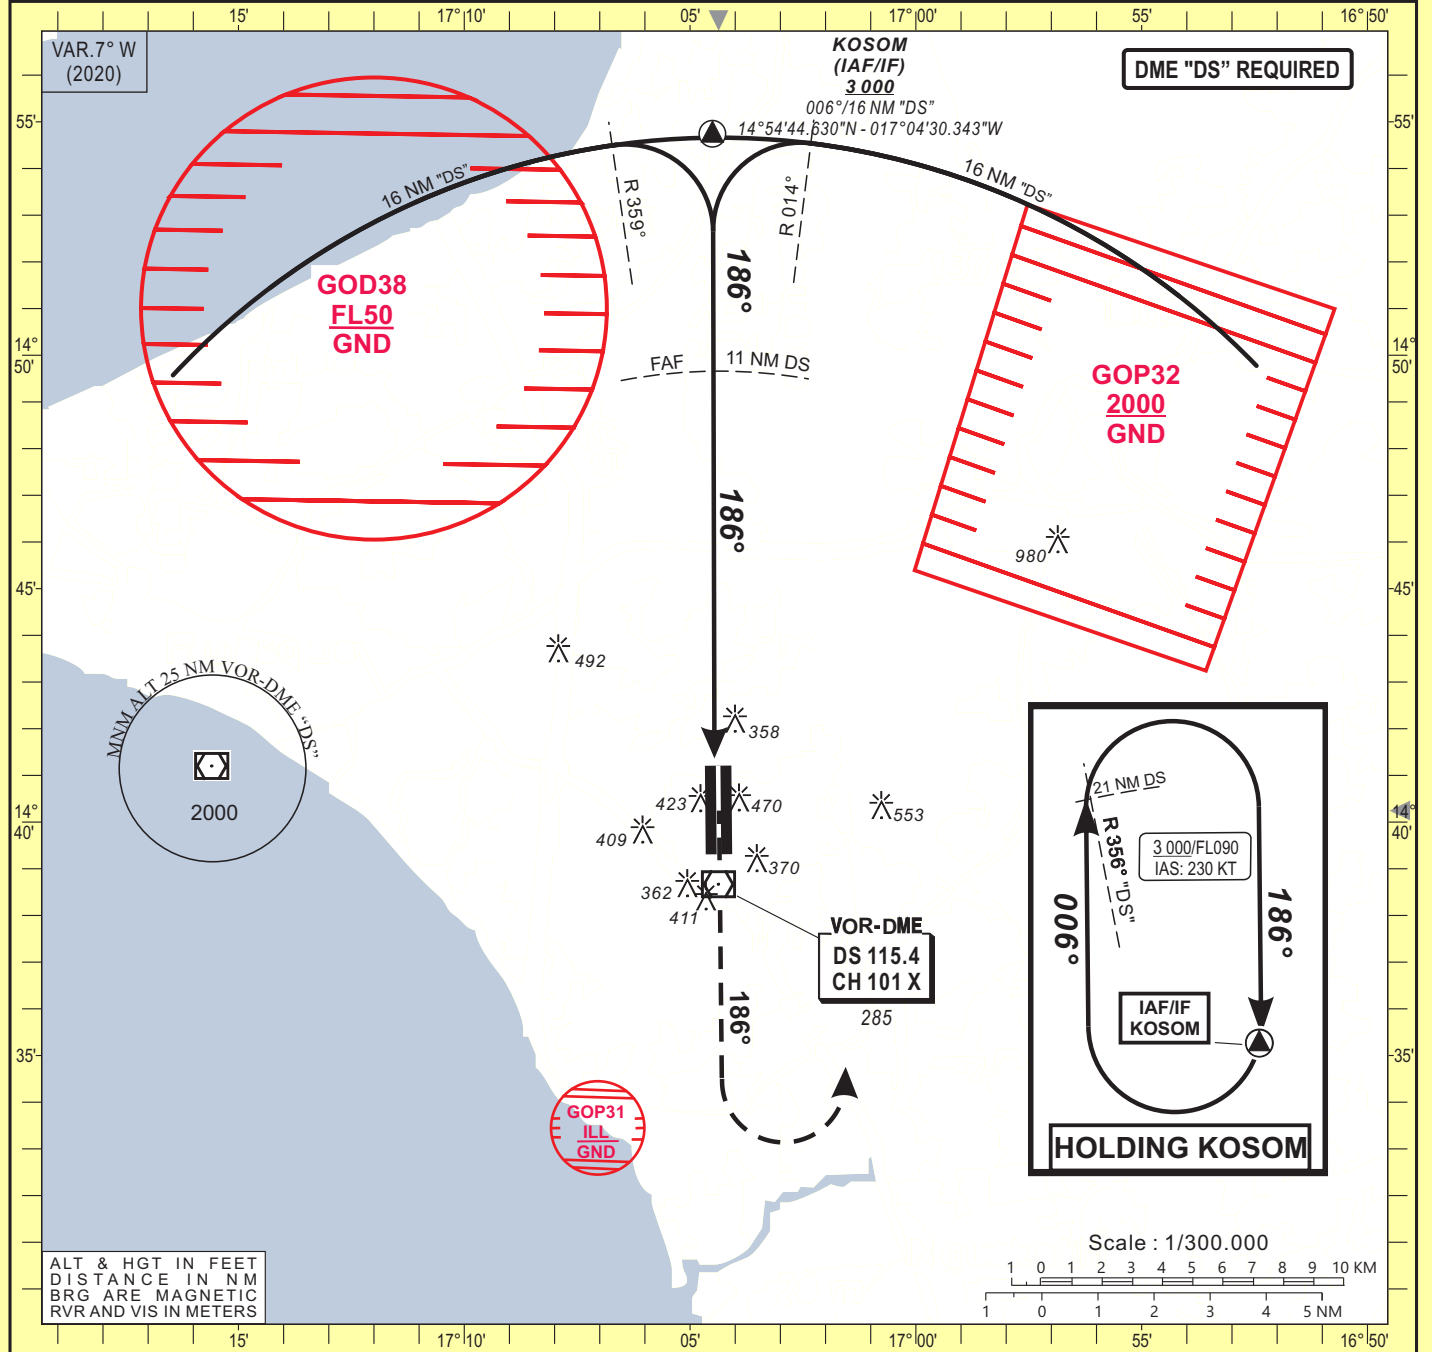 15'
17°10'
05'
17°00'
55'
16°50'
VAR.7° W
(2020)
KOSOM
(IAF/IF)
3 000
006°/16 NM "DS"
14°54'44.630"N - 017°04'30.343"W
DME "DS" REQUIRED
55'
55'
16 NM "DS"
16 NM "DS"
R 359°
R 014°
186°
GOD38
FL50
GND
14°
50'
14°
50'
FAF
11 NM DS
GOP32
2000
GND
186°
980
45'
45'
492
MNM ALT 25 NM VOR-DME "DS"
2000
358
423
470
553
409
370
362
411
14°
40'
14°
40'
21 NM DS
R 356° "DS"
3 000/FL090
IAS: 230 KT
006°
186°
IAF/IF
KOSOM
HOLDING KOSOM
VOR-DME
DS 115.4
CH 101 X
285
186°
35'
35'
GOP31
ILL
GND
Scale : 1/300.000
1 0 1 2 3 4 5 6 7 8 9 10 KM
1 0 1 2 3 4 5 NM
ALT & HGT IN FEET
DISTANCE IN NM
BRG ARE MAGNETIC
RVR AND VIS IN METERS
15'
17°10'
05'
17°00'
55'
16°50'